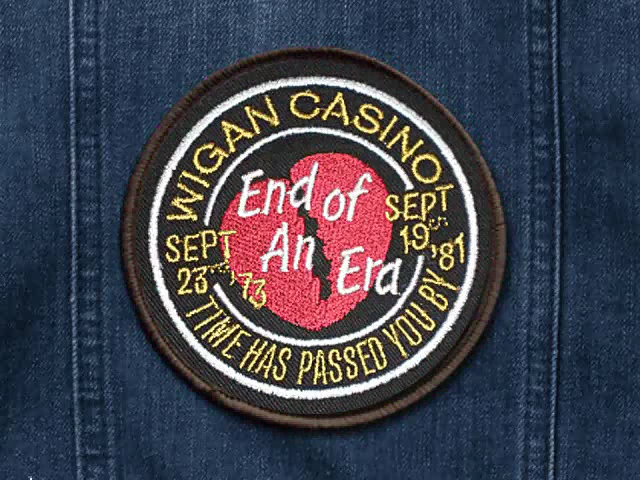 WIGAN CASINO
End of
An Era
SEPT
23RD, '73
SEPT
19TH, '81
TIME HAS PASSED YOU BY